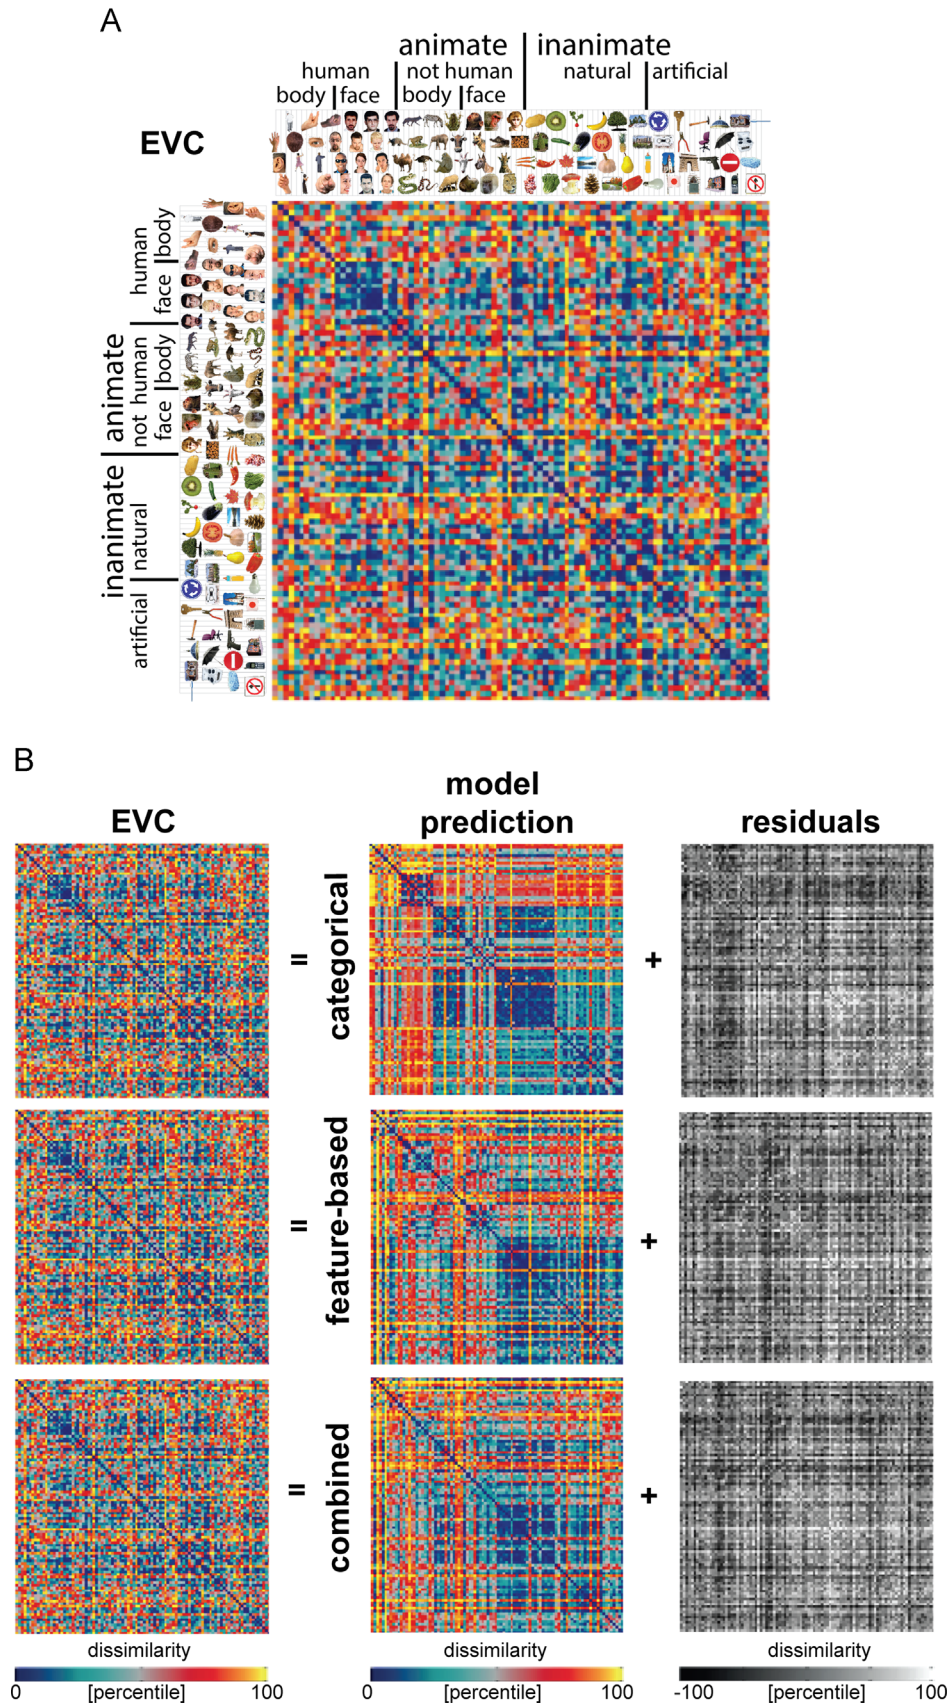 A
animate inanimate
human not human natural artificial
body face body face
EVC
human
body
face
animate
not human
body
face
inanimate
natural
artificial
B
EVC
model
prediction
residuals
= categorical +
= feature-based +
= combined +
dissimilarity dissimilarity dissimilarity
0 [percentile] 100 0 [percentile] 100 -100 [percentile] 100